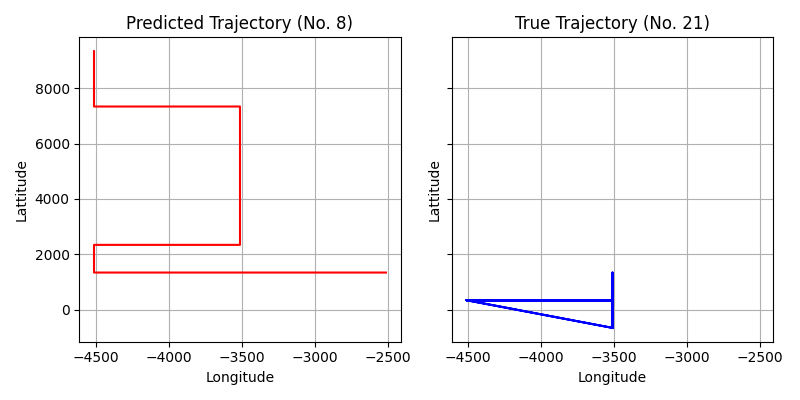 Predicted Trajectory (No. 8)
True Trajectory (No. 21)
Lattitude
8000
6000
4000
2000
0
−4500 −4000 −3500 −3000 −2500
Longitude
Lattitude
−4500 −4000 −3500 −3000 −2500
Longitude